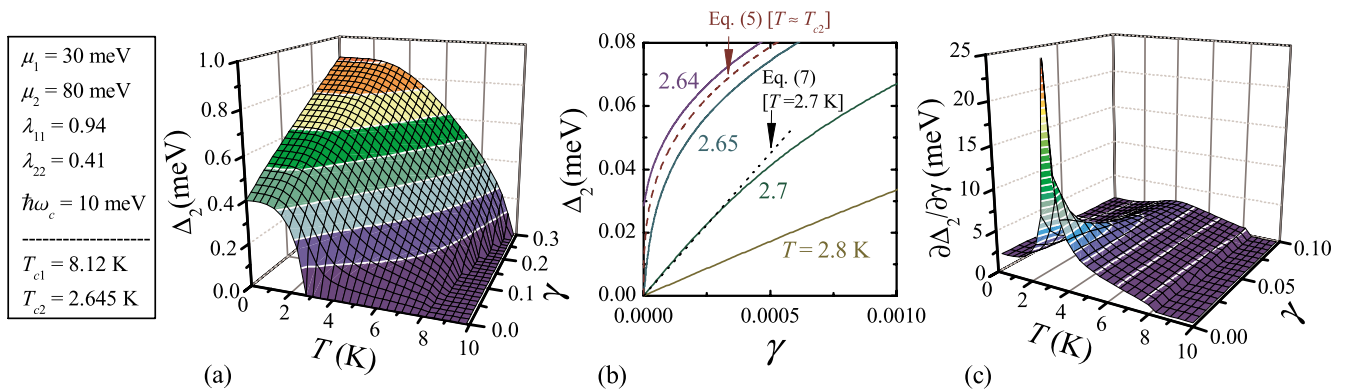 μ₁ = 30 meV
μ₂ = 80 meV
λ₁₁ = 0.94
λ₂₂ = 0.41
ℏω_c = 10 meV
T_c1 = 8.12 K
T_c2 = 2.645 K
Δ₂(meV)
1.0
0.8
0.6
0.4
0.2
0.0
0
2
4
6
8
10
T (K)
0.0
0.1
0.2
0.3
γ
(a)
Eq. (5) [T ≈ T_c2]
Δ₂(meV)
0.08
0.06
0.04
0.02
0.00
2.64
Eq. (7)
[T=2.7 K]
2.65
2.7
T = 2.8 K
0.0000
0.0005
0.0010
γ
(b)
∂Δ₂/∂γ (meV)
25
20
15
10
5
0
0
2
4
6
8
10
T (K)
0.00
0.05
0.10
γ
(c)